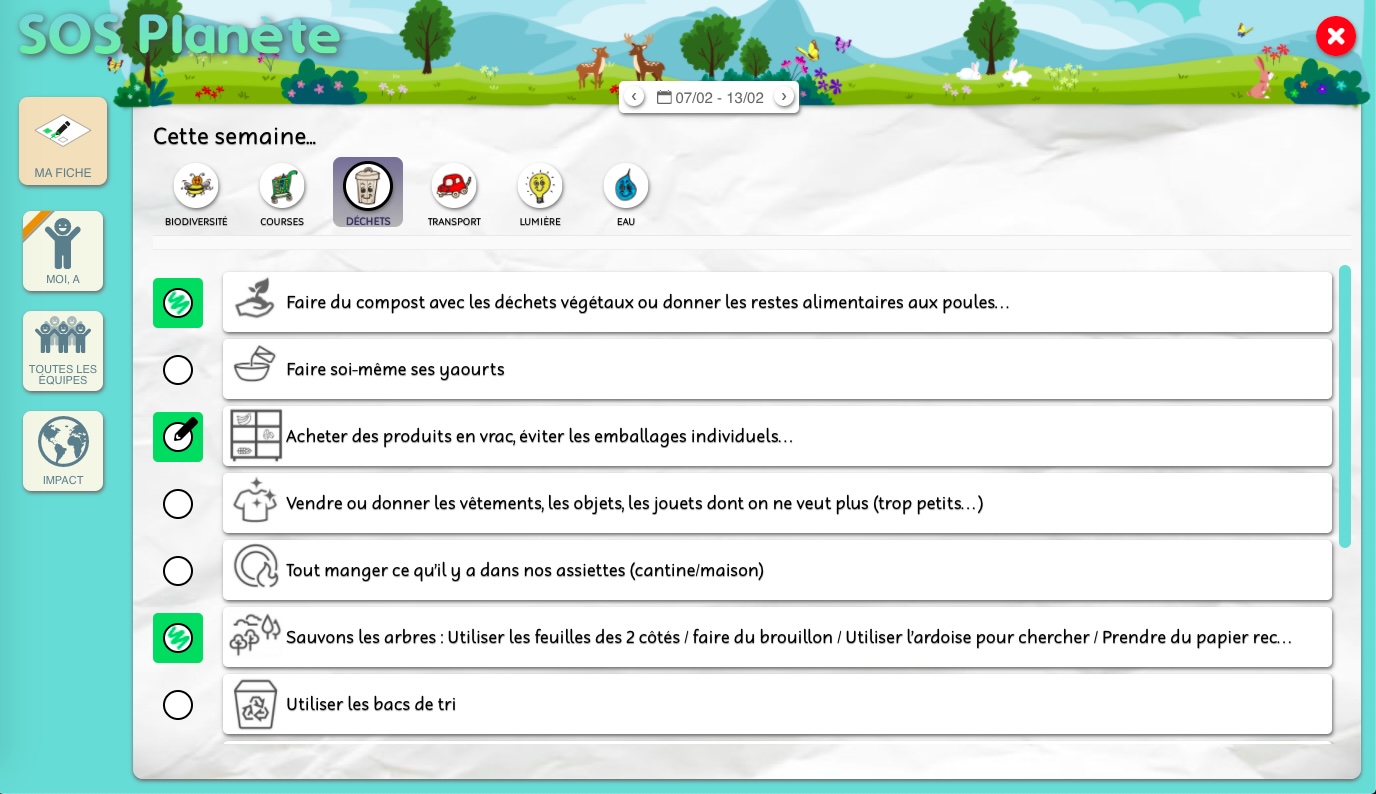 SOS Planète
07/02 - 13/02
MA FICHE
MOI, A
TOUTES LES
ÉQUIPES
IMPACT
Cette semaine...
BIODIVERSITÉ
COURSES
DÉCHETS
TRANSPORT
LUMIÈRE
EAU
Faire du compost avec les déchets végétaux ou donner les restes alimentaires aux poules...
Faire soi-même ses yaourts
Acheter des produits en vrac, éviter les emballages individuels...
Vendre ou donner les vêtements, les objets, les jouets dont on ne veut plus (trop petits...)
Tout manger ce qu'il y a dans nos assiettes (cantine/maison)
Sauvons les arbres : Utiliser les feuilles des 2 côtés / faire du brouillon / Utiliser l'ardoise pour chercher / Prendre du papier rec...
Utiliser les bacs de tri